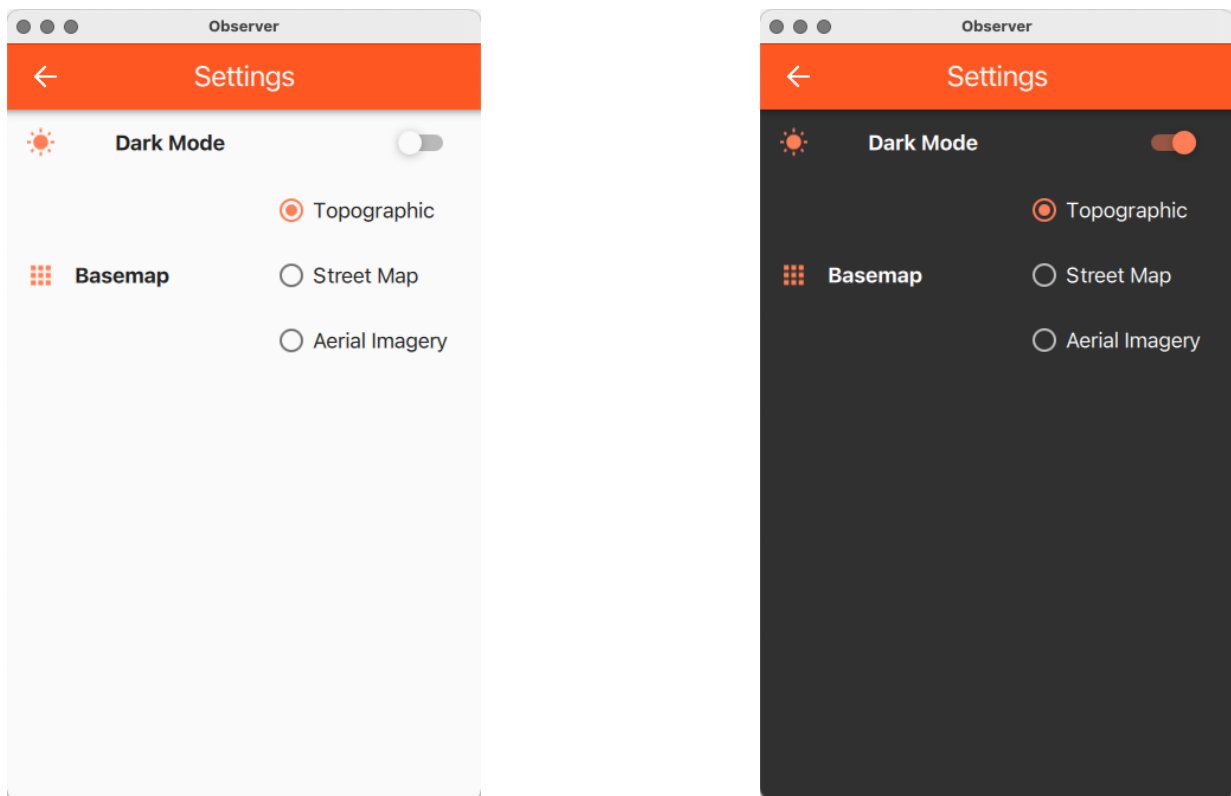 Observer
Settings
Dark Mode
Topographic
Basemap
Street Map
Aerial Imagery
Observer
Settings
Dark Mode
Topographic
Basemap
Street Map
Aerial Imagery